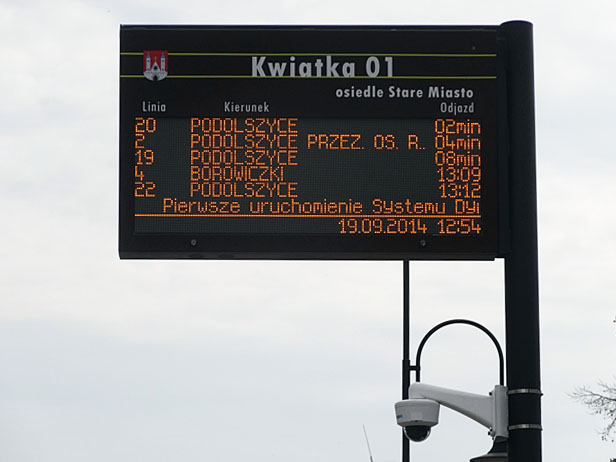 Kwiatka 01
osiedle Stare Miasto
Linia Kierunek Odjazd
20 PODOLSZYCE 02min
2 PODOLSZYCE PRZEZ. OS. R.. 04min
19 PODOLSZYCE 08min
4 BOROWICZKI 13:09
22 PODOLSZYCE 13:12
Pierwsze uruchomienie Systemu Dyi
19.09.2014 12:54